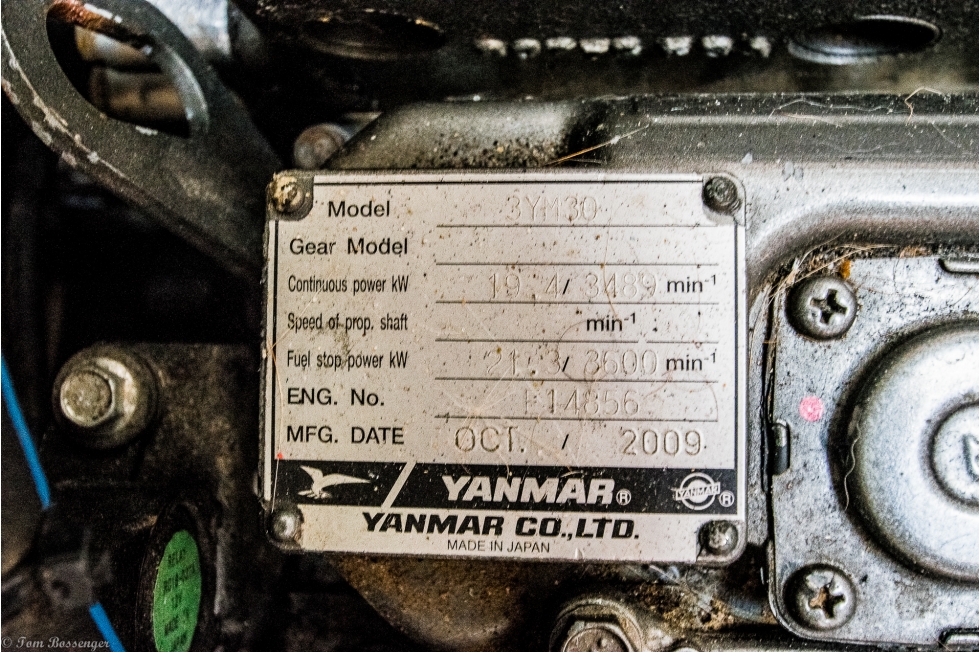 Model 3YM30
Gear Model
Continuous power kW 19.4/3489 min-1
Speed of prop. shaft min-1
Fuel stop power kW 21.3/3600 min-1
ENG. No. E14856
MFG. DATE OCT. / 2009
YANMAR® YANMAR ®
YANMAR CO.,LTD.
MADE IN JAPAN
RELAY
© Tom Bossenger